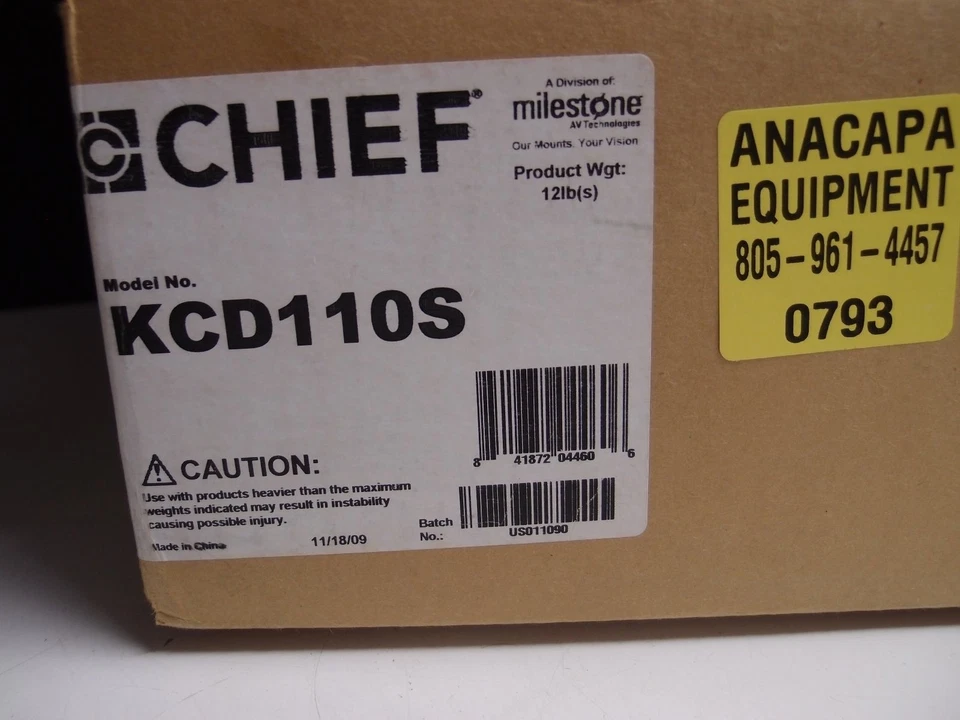 CHIEF®
A Division of:
milestone
AV Technologies
Our Mounts. Your Vision
Product Wgt:
12lb(s)
Model No.
KCD110S
8 41872 04460 6
CAUTION:
Use with products heavier than the maximum
weights indicated may result in instability
causing possible injury.
Made in China
11/18/09
Batch
No.:
US011090
ANACAPA
EQUIPMENT
805-961-4457
0793